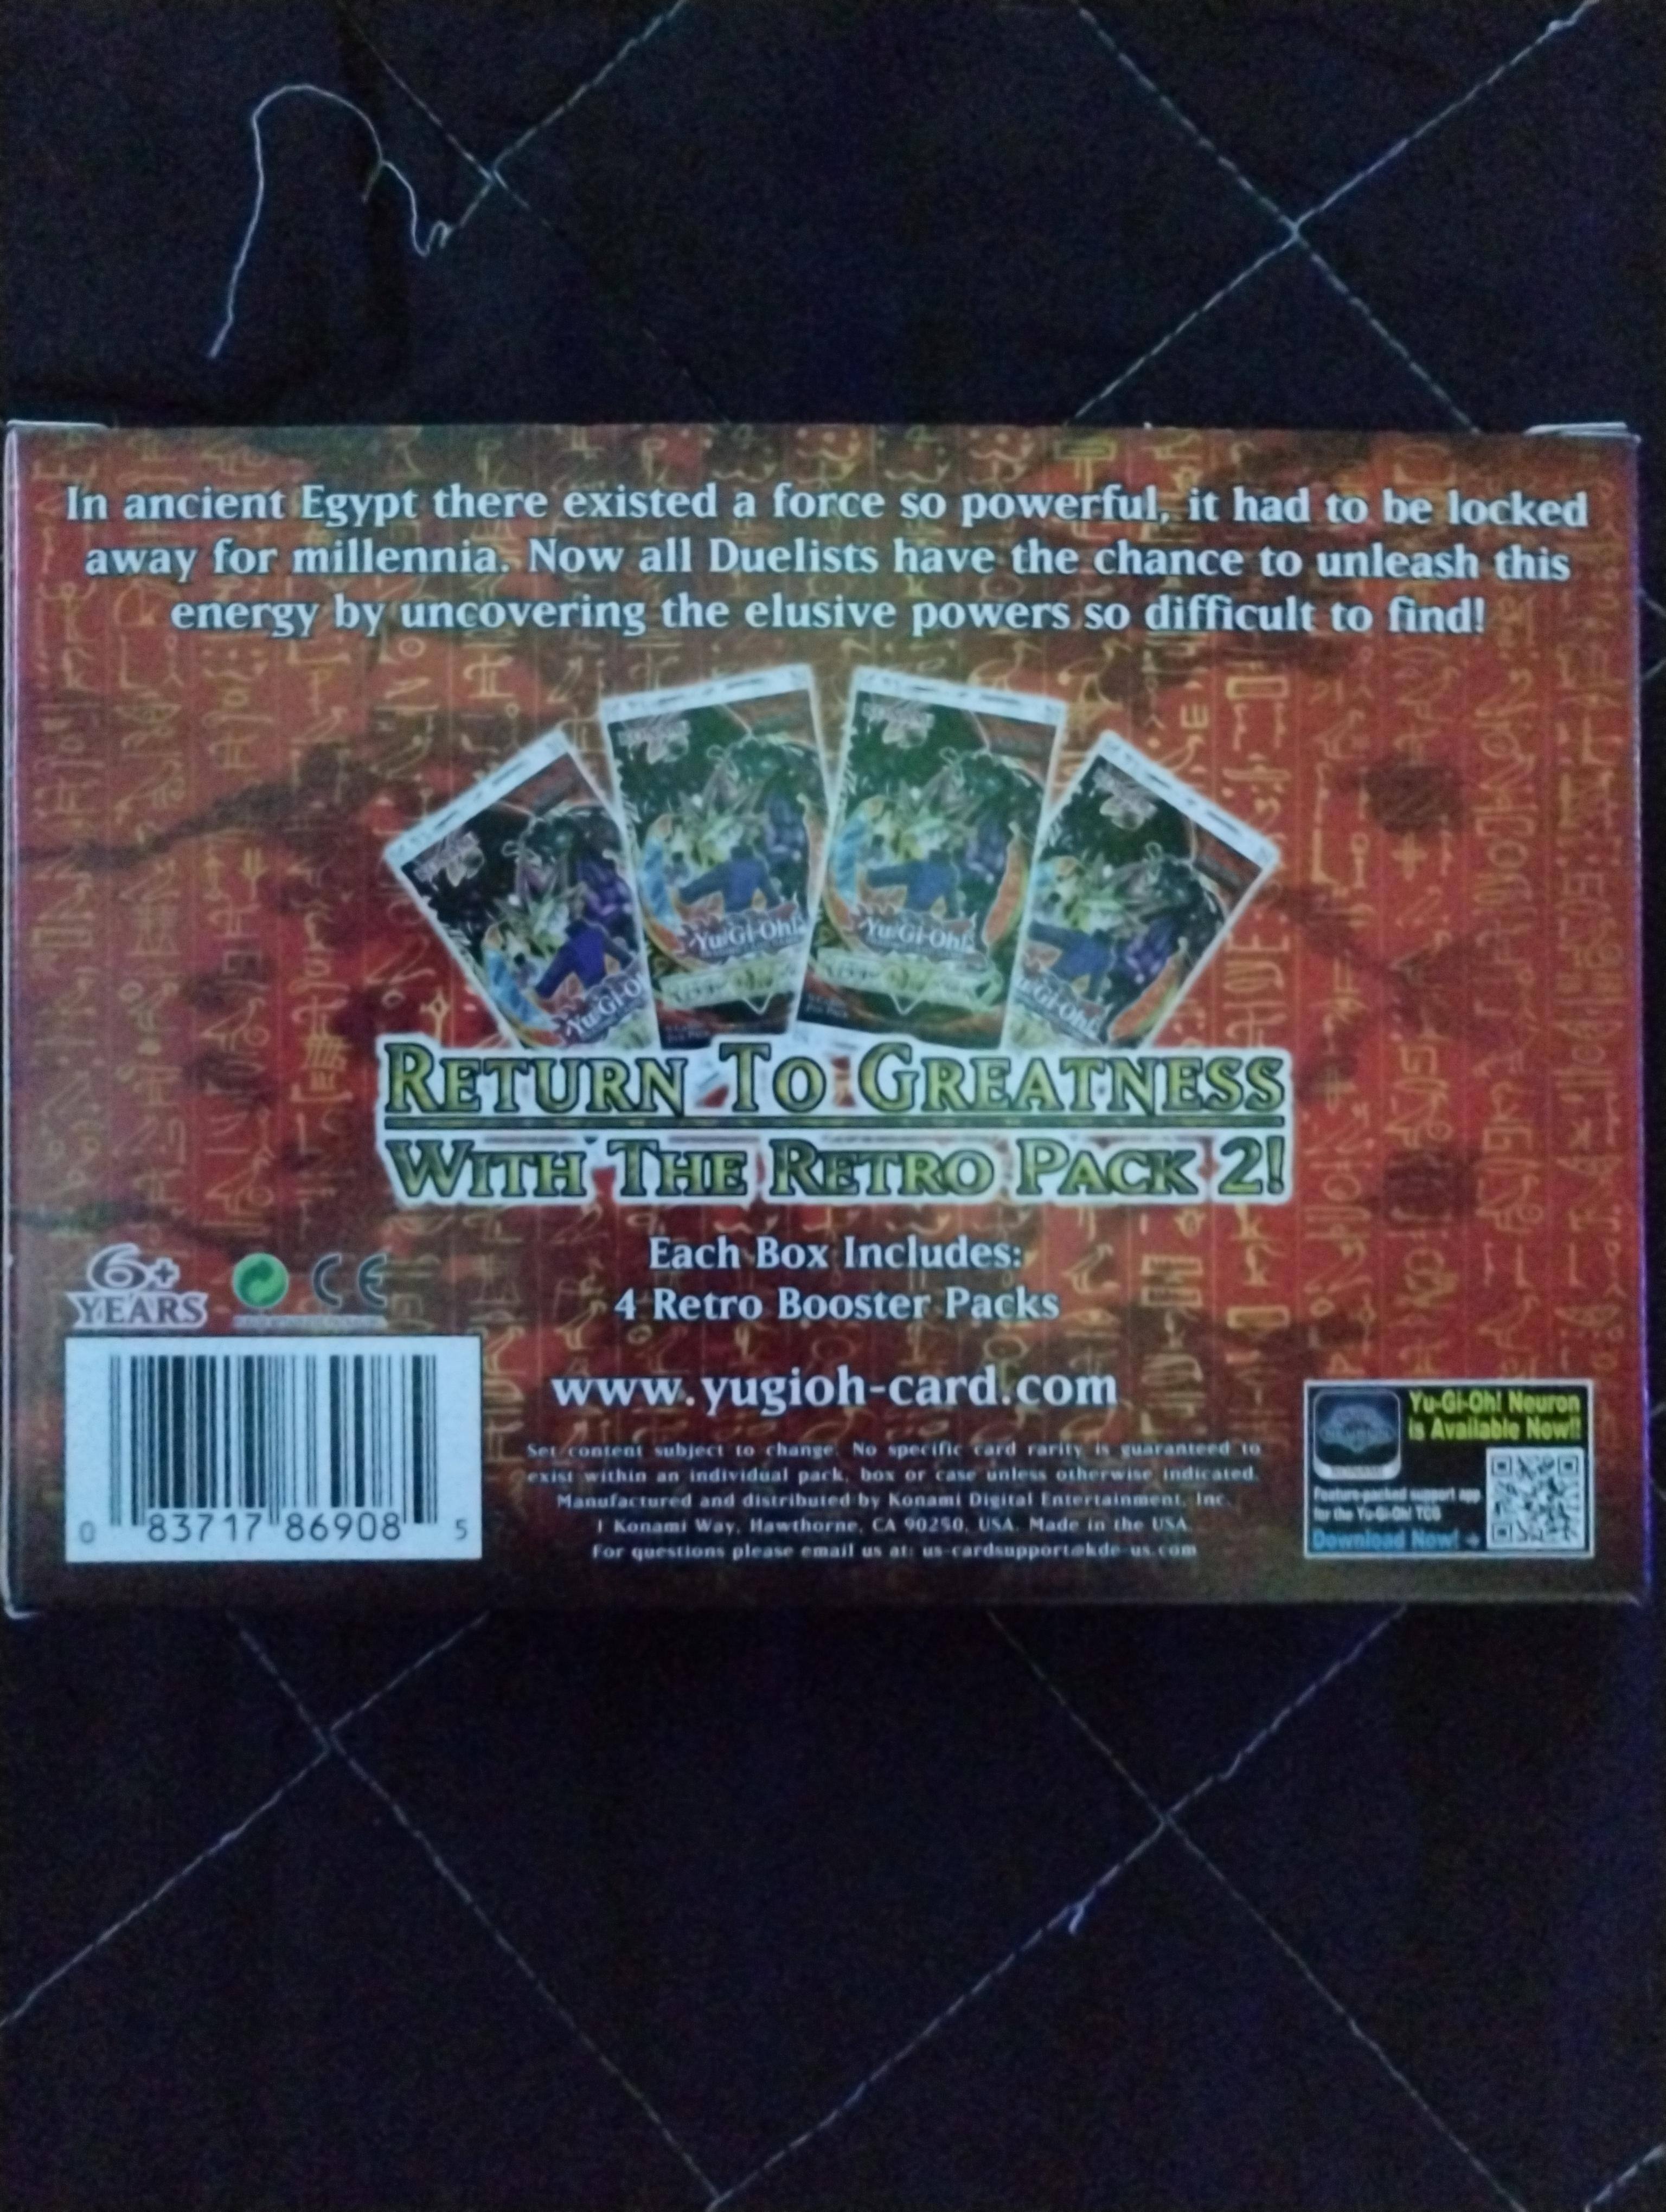 In ancient Egypt there existed a force so powerful, it had to be locked
away for millennia. Now all Duelists have the chance to unleash this
energy by uncovering the elusive powers so difficult to find!
Yu-Gi-Oh!
Yu-Gi-Oh!
RETURN TO GREATNESS
WITH THE RETRO PACK 2!
Each Box Includes:
4 Retro Booster Packs
6+
YEARS
CE
www.yugioh-card.com
Set content subject to change. No specific card rarity is guaranteed to
exist within an individual pack, box or case unless otherwise indicated.
Manufactured and distributed by Konami Digital Entertainment, Inc.
1 Konami Way, Hawthorne, CA 90250, USA. Made in the USA.
For questions please email us at: us-cardsupport@kde-us.com
0 83717 86908 5
Yu-Gi-Oh! Neuron
is Available Now!!
Feature-packed support app
for the Yu-Gi-Oh! TCG
Download Now!